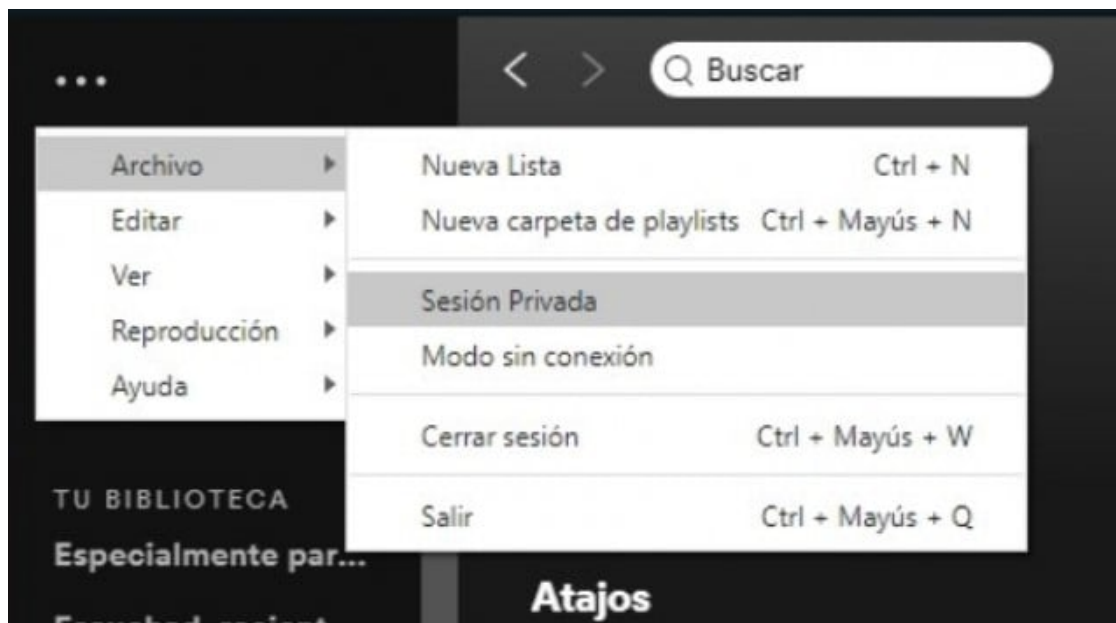 ...
Buscar
Archivo
Editar
Ver
Reproducción
Ayuda
Nueva Lista Ctrl + N
Nueva carpeta de playlists Ctrl + Mayús + N
Sesión Privada
Modo sin conexión
Cerrar sesión Ctrl + Mayús + W
Salir Ctrl + Mayús + Q
TU BIBLIOTECA
Especialmente par...
Atajos